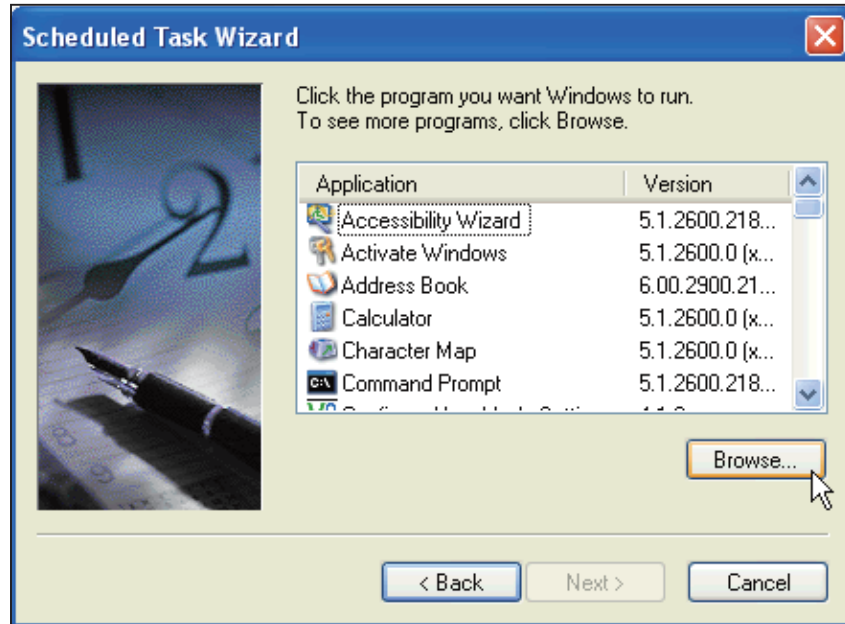 Scheduled Task Wizard
Click the program you want Windows to run.
To see more programs, click Browse.
Application Version
Accessibility Wizard 5.1.2600.218...
Activate Windows 5.1.2600.0 (x...
Address Book 6.00.2900.21...
Calculator 5.1.2600.0 (x...
Character Map 5.1.2600.0 (x...
C:\ Command Prompt 5.1.2600.218...
Browse...
< Back Next > Cancel